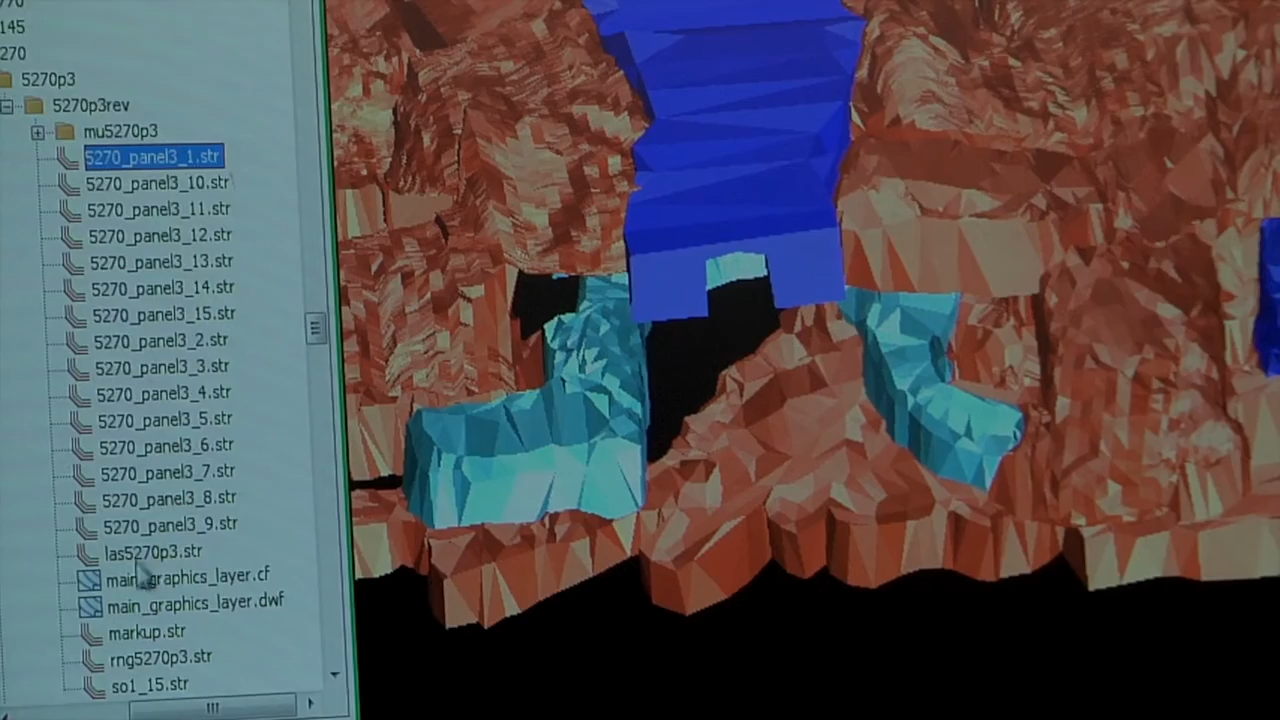 145
270
5270p3
5270p3rev
mu5270p3
5270_panel3_1.str
5270_panel3_10.str
5270_panel3_11.str
5270_panel3_12.str
5270_panel3_13.str
5270_panel3_14.str
5270_panel3_15.str
5270_panel3_2.str
5270_panel3_3.str
5270_panel3_4.str
5270_panel3_5.str
5270_panel3_6.str
5270_panel3_7.str
5270_panel3_8.str
5270_panel3_9.str
las5270p3.str
main_graphics_layer.cf
main_graphics_layer.dwf
markup.str
rng5270p3.str
so1_15.str